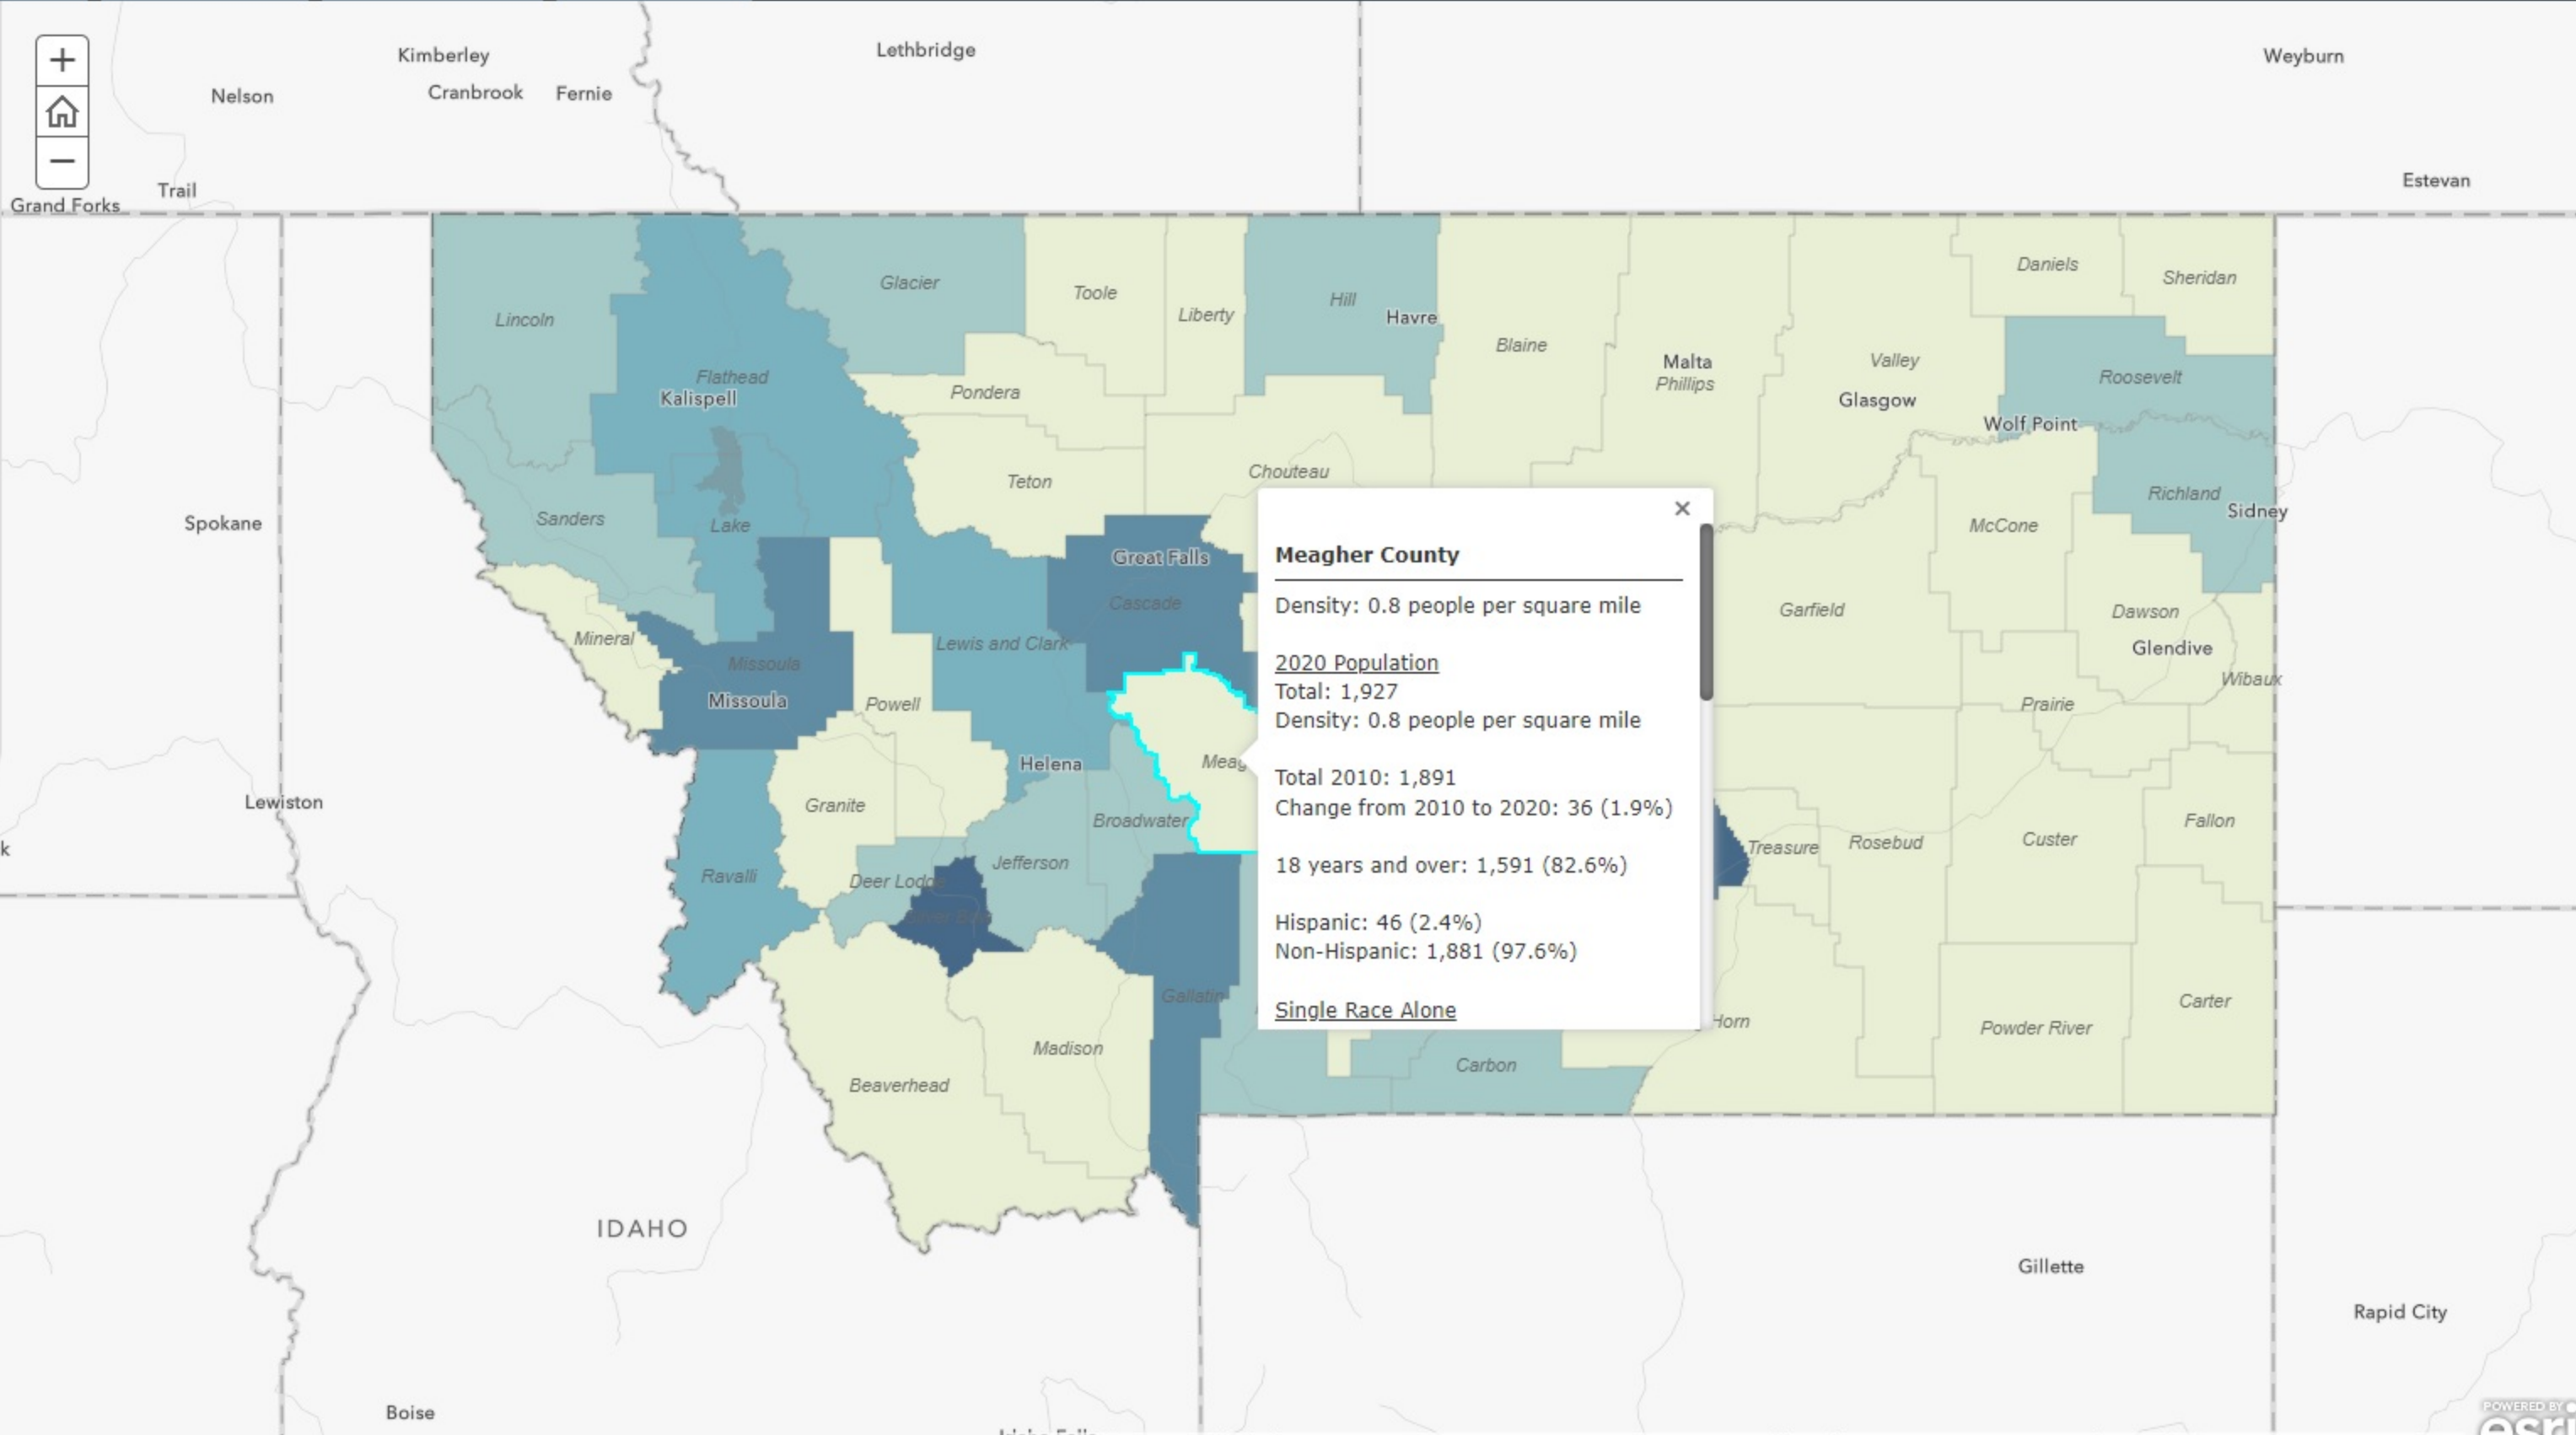 Kimberley
Lethbridge
Weyburn
Nelson
Cranbrook
Fernie
Trail
Grand Forks
Estevan
Glacier
Toole
Liberty
Hill
Havre
Daniels
Sheridan
Lincoln
Blaine
Malta
Phillips
Valley
Glasgow
Roosevelt
Flathead
Kalispell
Pondera
Wolf Point
Teton
Chouteau
Richland
Sidney
McCone
Spokane
Sanders
Lake
Great Falls
Cascade
Garfield
Dawson
Glendive
Wibaux
Mineral
Missoula
Missoula
Lewis and Clark
Powell
Prairie
Helena
Meag
Lewiston
k
Granite
Broadwater
Jefferson
Deer Lodge
Silver Bow
Ravalli
Treasure
Rosebud
Custer
Fallon
Gallatin
Madison
Beaverhead
Carbon
Horn
Powder River
Carter
×
Meagher County
Density: 0.8 people per square mile
2020 Population
Total: 1,927
Density: 0.8 people per square mile
Total 2010: 1,891
Change from 2010 to 2020: 36 (1.9%)
18 years and over: 1,591 (82.6%)
Hispanic: 46 (2.4%)
Non-Hispanic: 1,881 (97.6%)
Single Race Alone
IDAHO
Gillette
Rapid City
Boise
POWERED BY
esri